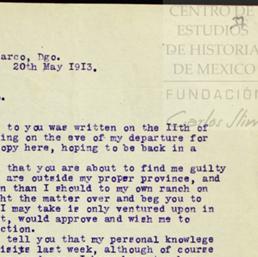 CENTRO DE
ESTUDIOS
DE HISTORIA
DE MEXICO
FUNDACIÓN
Carlos Slim
arco, Dgo.
20th May 1913.
to you was written on the 11th of
ing on the eve of my departure for
opy here, hoping to be back in a
that you are about to find me guilty
are outside my proper province, and
n than I should to my own ranch on
ght the matter over and beg you to
I may take is only ventured upon in
t, would approve and wish me to
ction.
tell you that my personal knowlege
isits last week, although of course